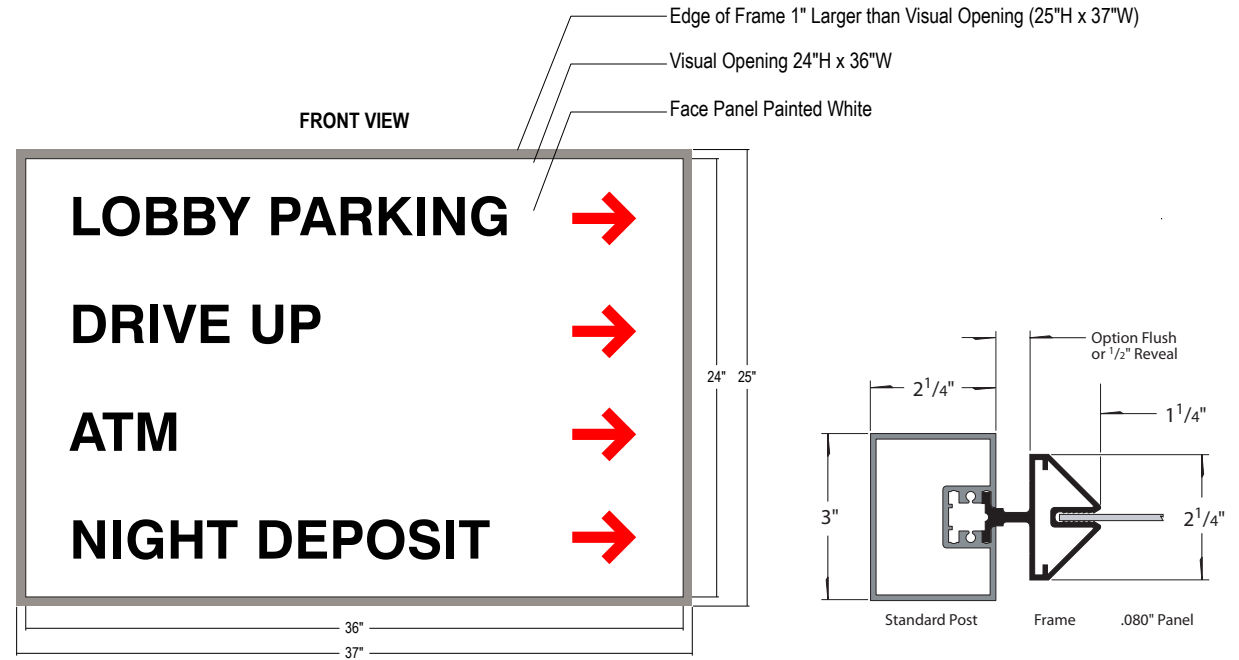 Edge of Frame 1" Larger than Visual Opening (25"H x 37"W)
Visual Opening 24"H x 36"W
Face Panel Painted White
FRONT VIEW
LOBBY PARKING
DRIVE UP
ATM
NIGHT DEPOSIT
24" 25"
36"
37"
Option Flush
or 1/2" Reveal
2 1/4"
1 1/4"
3"
2 1/4"
Standard Post Frame .080" Panel